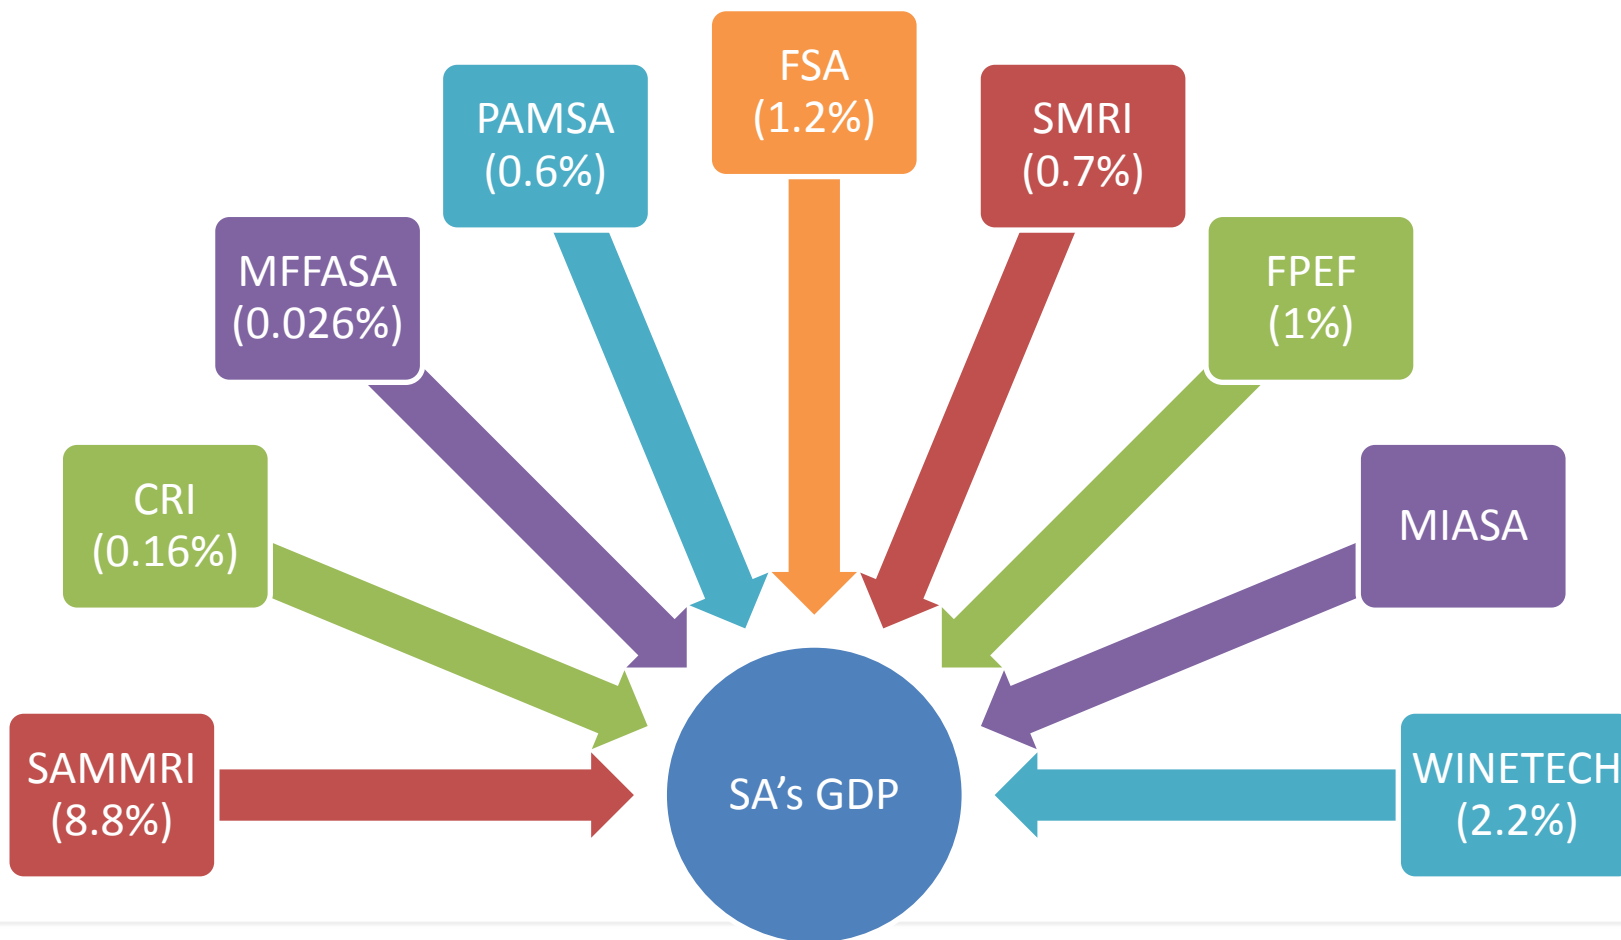 SAMMRI
(8.8%)
CRI
(0.16%)
MFFASA
(0.026%)
PAMSA
(0.6%)
FSA
(1.2%)
SMRI
(0.7%)
FPEF
(1%)
MIASA
WINETECH
(2.2%)
SA’s GDP